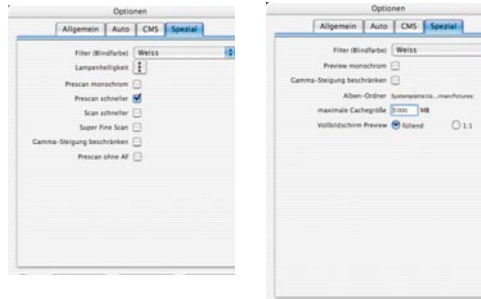 Optionen
Allgemein Auto CMS Spezial
Filter (Blindfarbe) Weiss
Lampenhelligkeit
Prescan monochrom
Prescan schneller
Scan schneller
Super Fine Scan
Gamma-Steigung beschränken
Prescan ohne AF
Optionen
Allgemein Auto CMS Spezial
Filter (Blindfarbe) Weiss
Preview monochrom
Gamma-Steigung beschränken
Alben-Ordner
maximale Cachegröße MB
Vollbildschirm Preview füllend 1:1